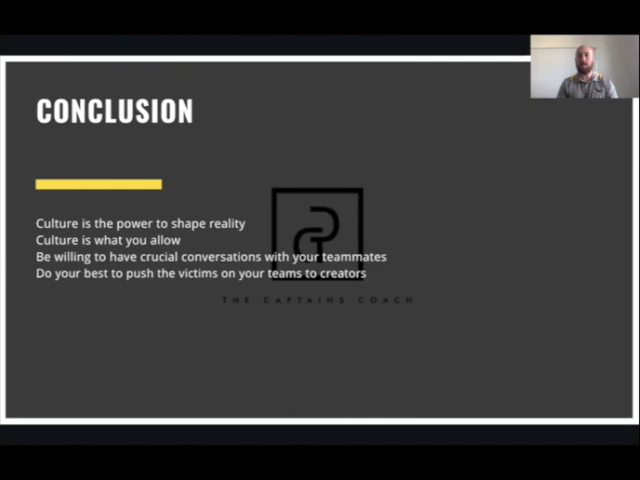 CONCLUSION
Culture is the power to shape reality
Culture is what you allow
Be willing to have crucial conversations with your teammates
Do your best to push the victims on your teams to creators
THE CAPTAINS COACH